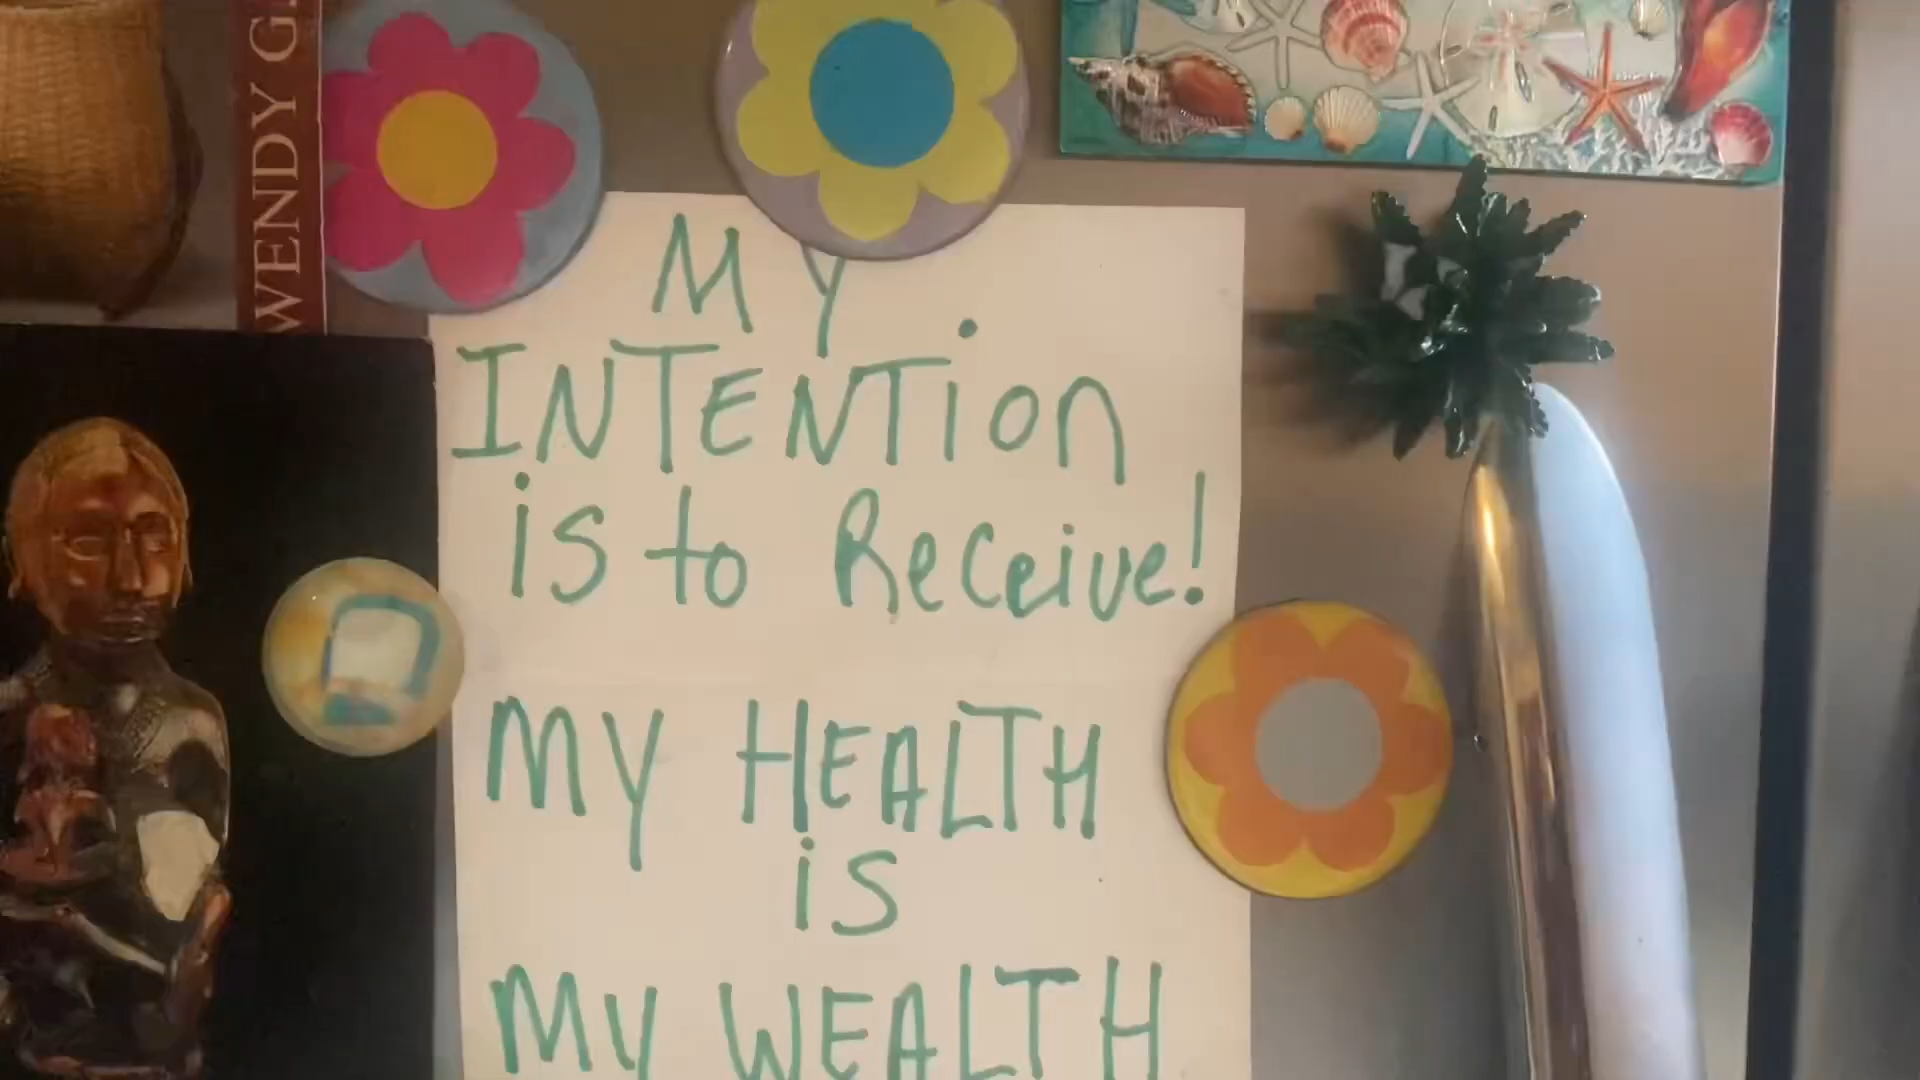 WENDY G.
My
INTENTion
is to Receive!
My HEALTH
is
My WEALTH